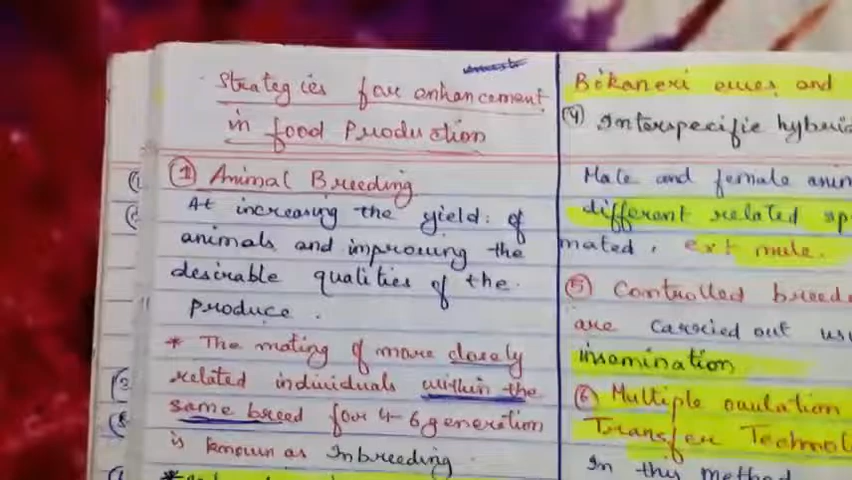 Strategies for enhancement
in food Production
① Animal Breeding
At increasing the yield of
animals and improving the
desirable qualities of the
produce.
* The mating of more closely
related individuals within the
same breed for 4-6 generation
is known as Inbreeding
Bikaneri ewes and
(4) Interspecific
Male and female
different related
mated. ext mule.
⑤ Controlled
are carried out
insemination
⑥ Multiple ovulation
Transfer
In this method